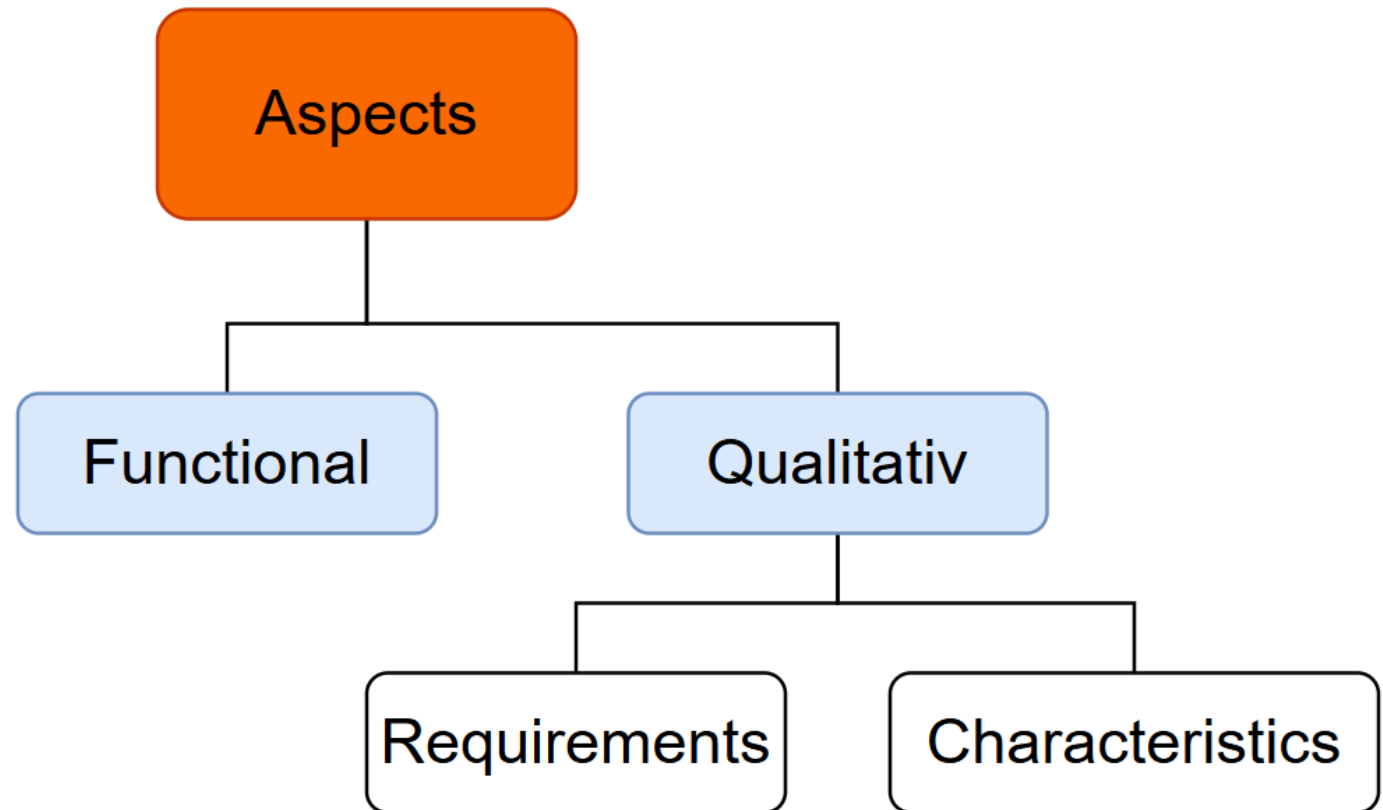 Aspects
Functional
Qualitativ
Requirements
Characteristics